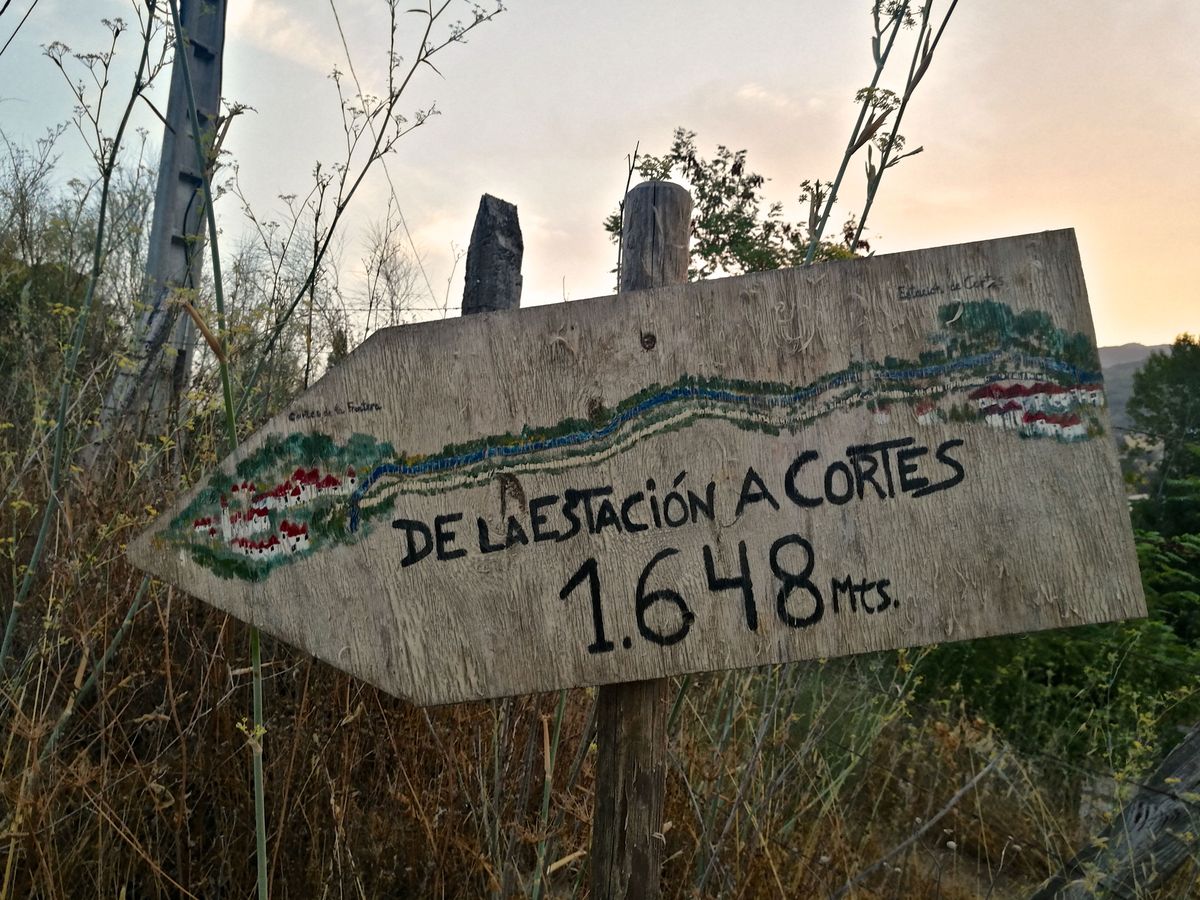 Estación de Cortes
Cortes de la Frontera
DE LA ESTACIÓN A CORTES
1.648 Mts.